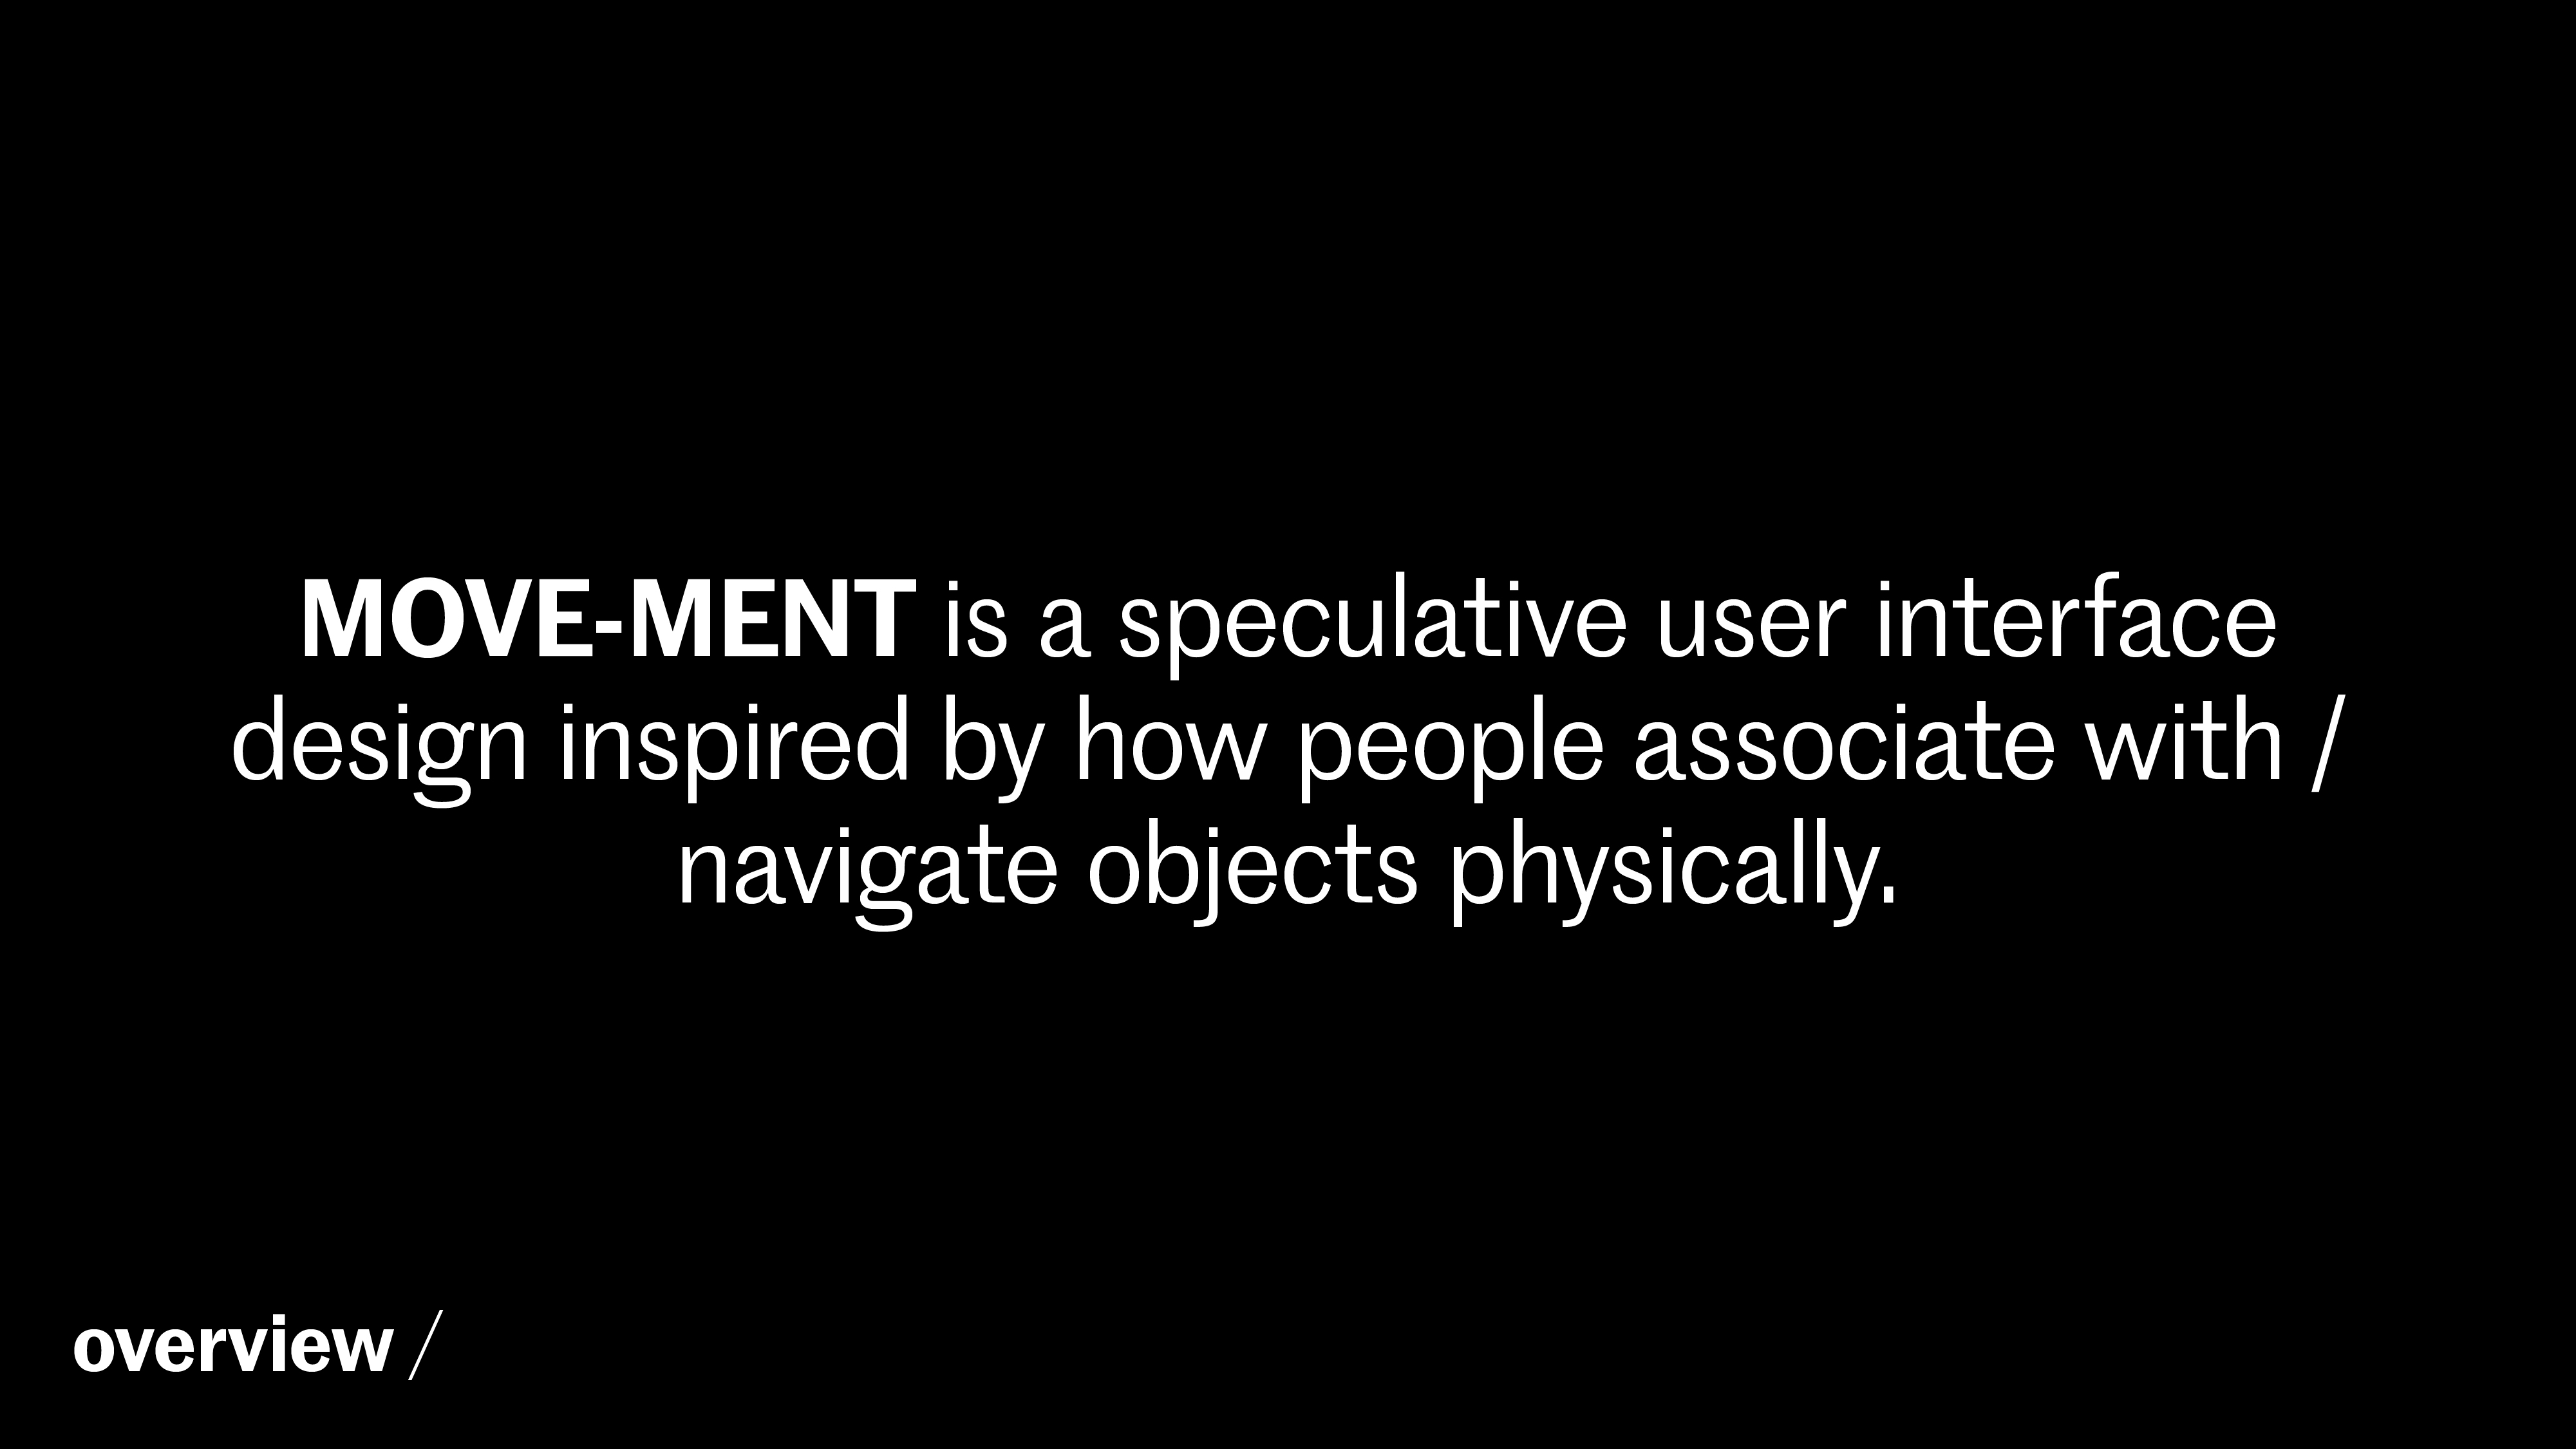 MOVE-MENT is a speculative user interface
design inspired by how people associate with /
navigate objects physically.
overview /